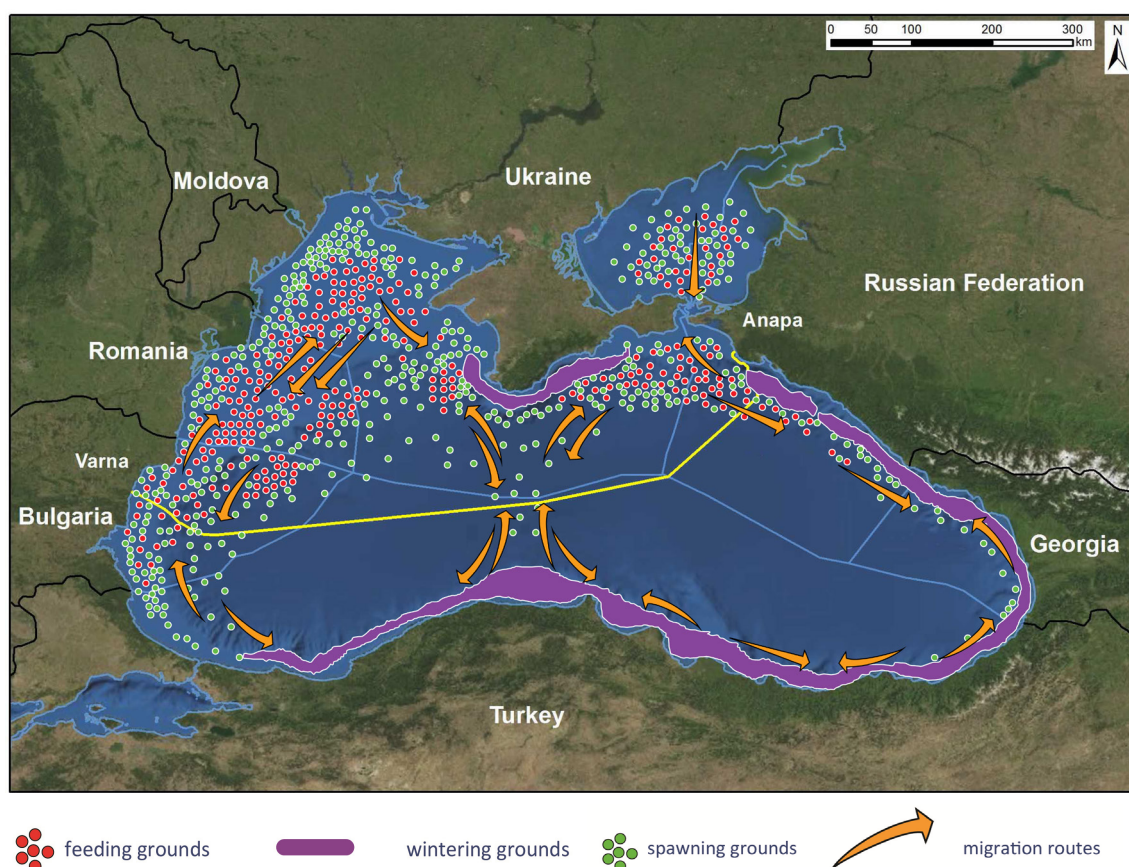 0 50 100 200 300
km
N
Moldova
Ukraine
Russian Federation
Anapa
Romania
Varna
Bulgaria
Georgia
Turkey
feeding grounds
wintering grounds
spawning grounds
migration routes